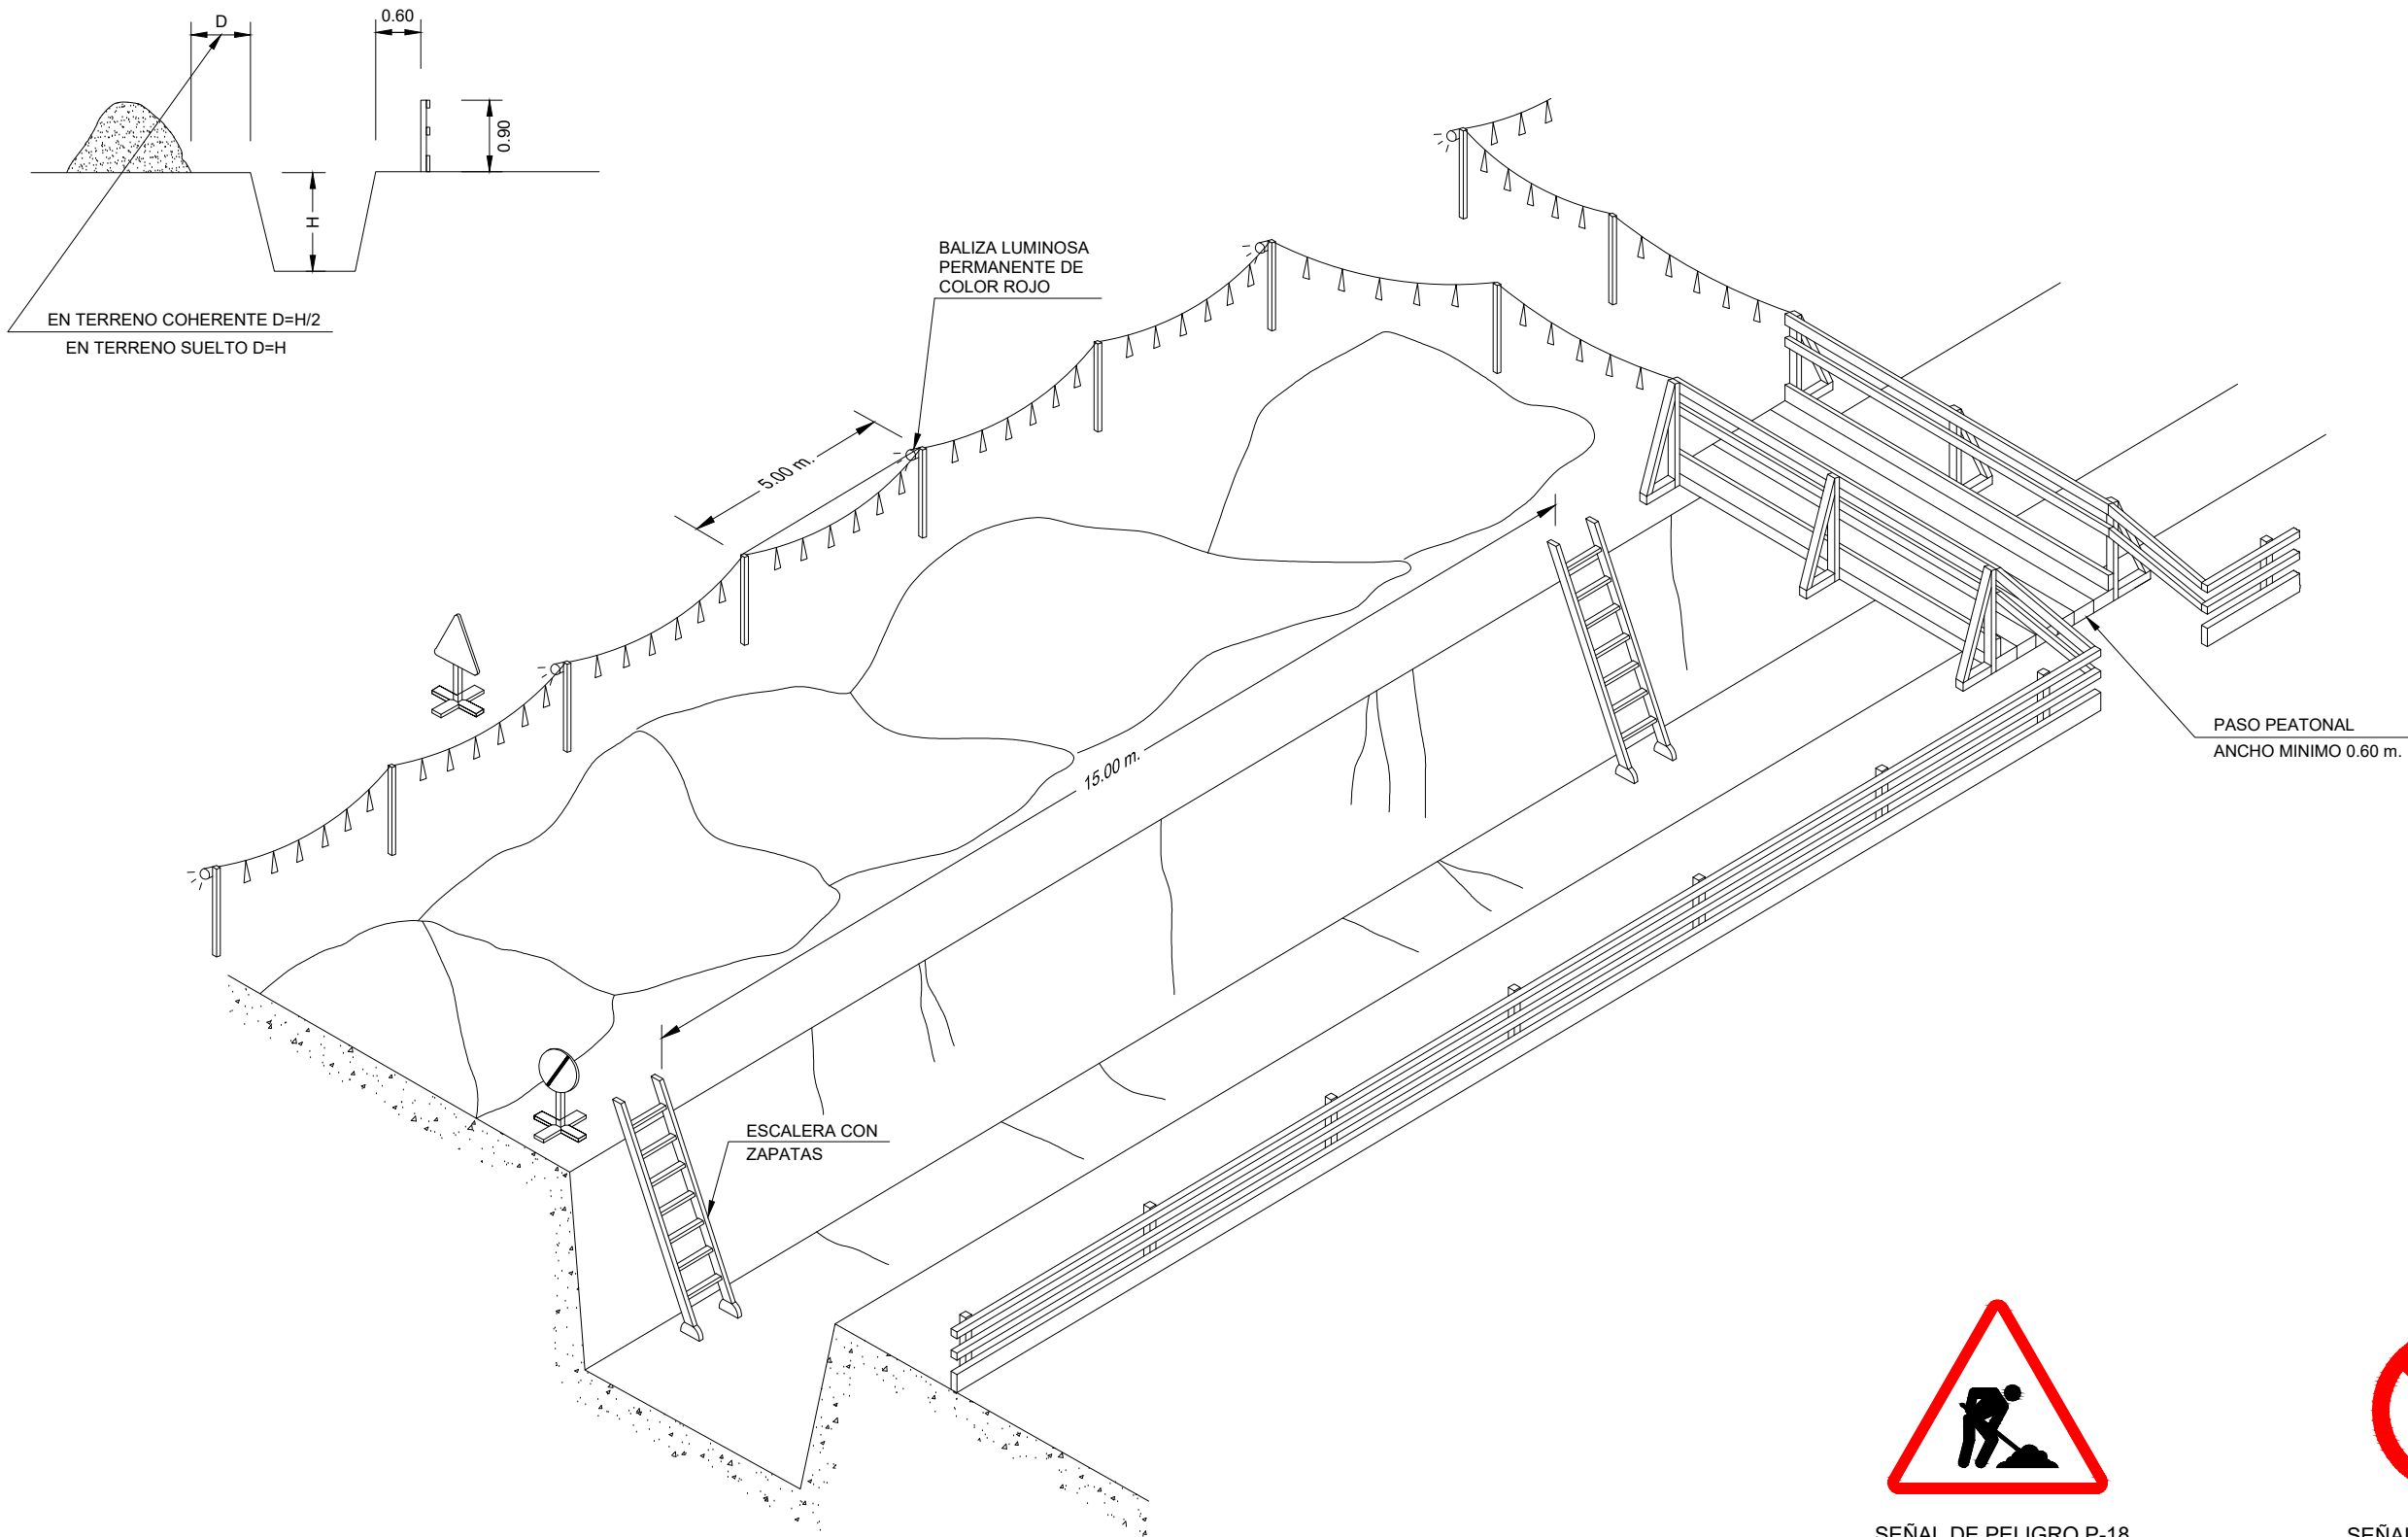 D
0.60
0.90
H
EN TERRENO COHERENTE D=H/2
EN TERRENO SUELTO D=H
BALIZA LUMINOSA
PERMANENTE DE
COLOR ROJO
5.00 m.
15.00 m.
PASO PEATONAL
ANCHO MINIMO 0.60 m.
ESCALERA CON
ZAPATAS
SEÑAL DE PELIGRO P-18
SEÑAL